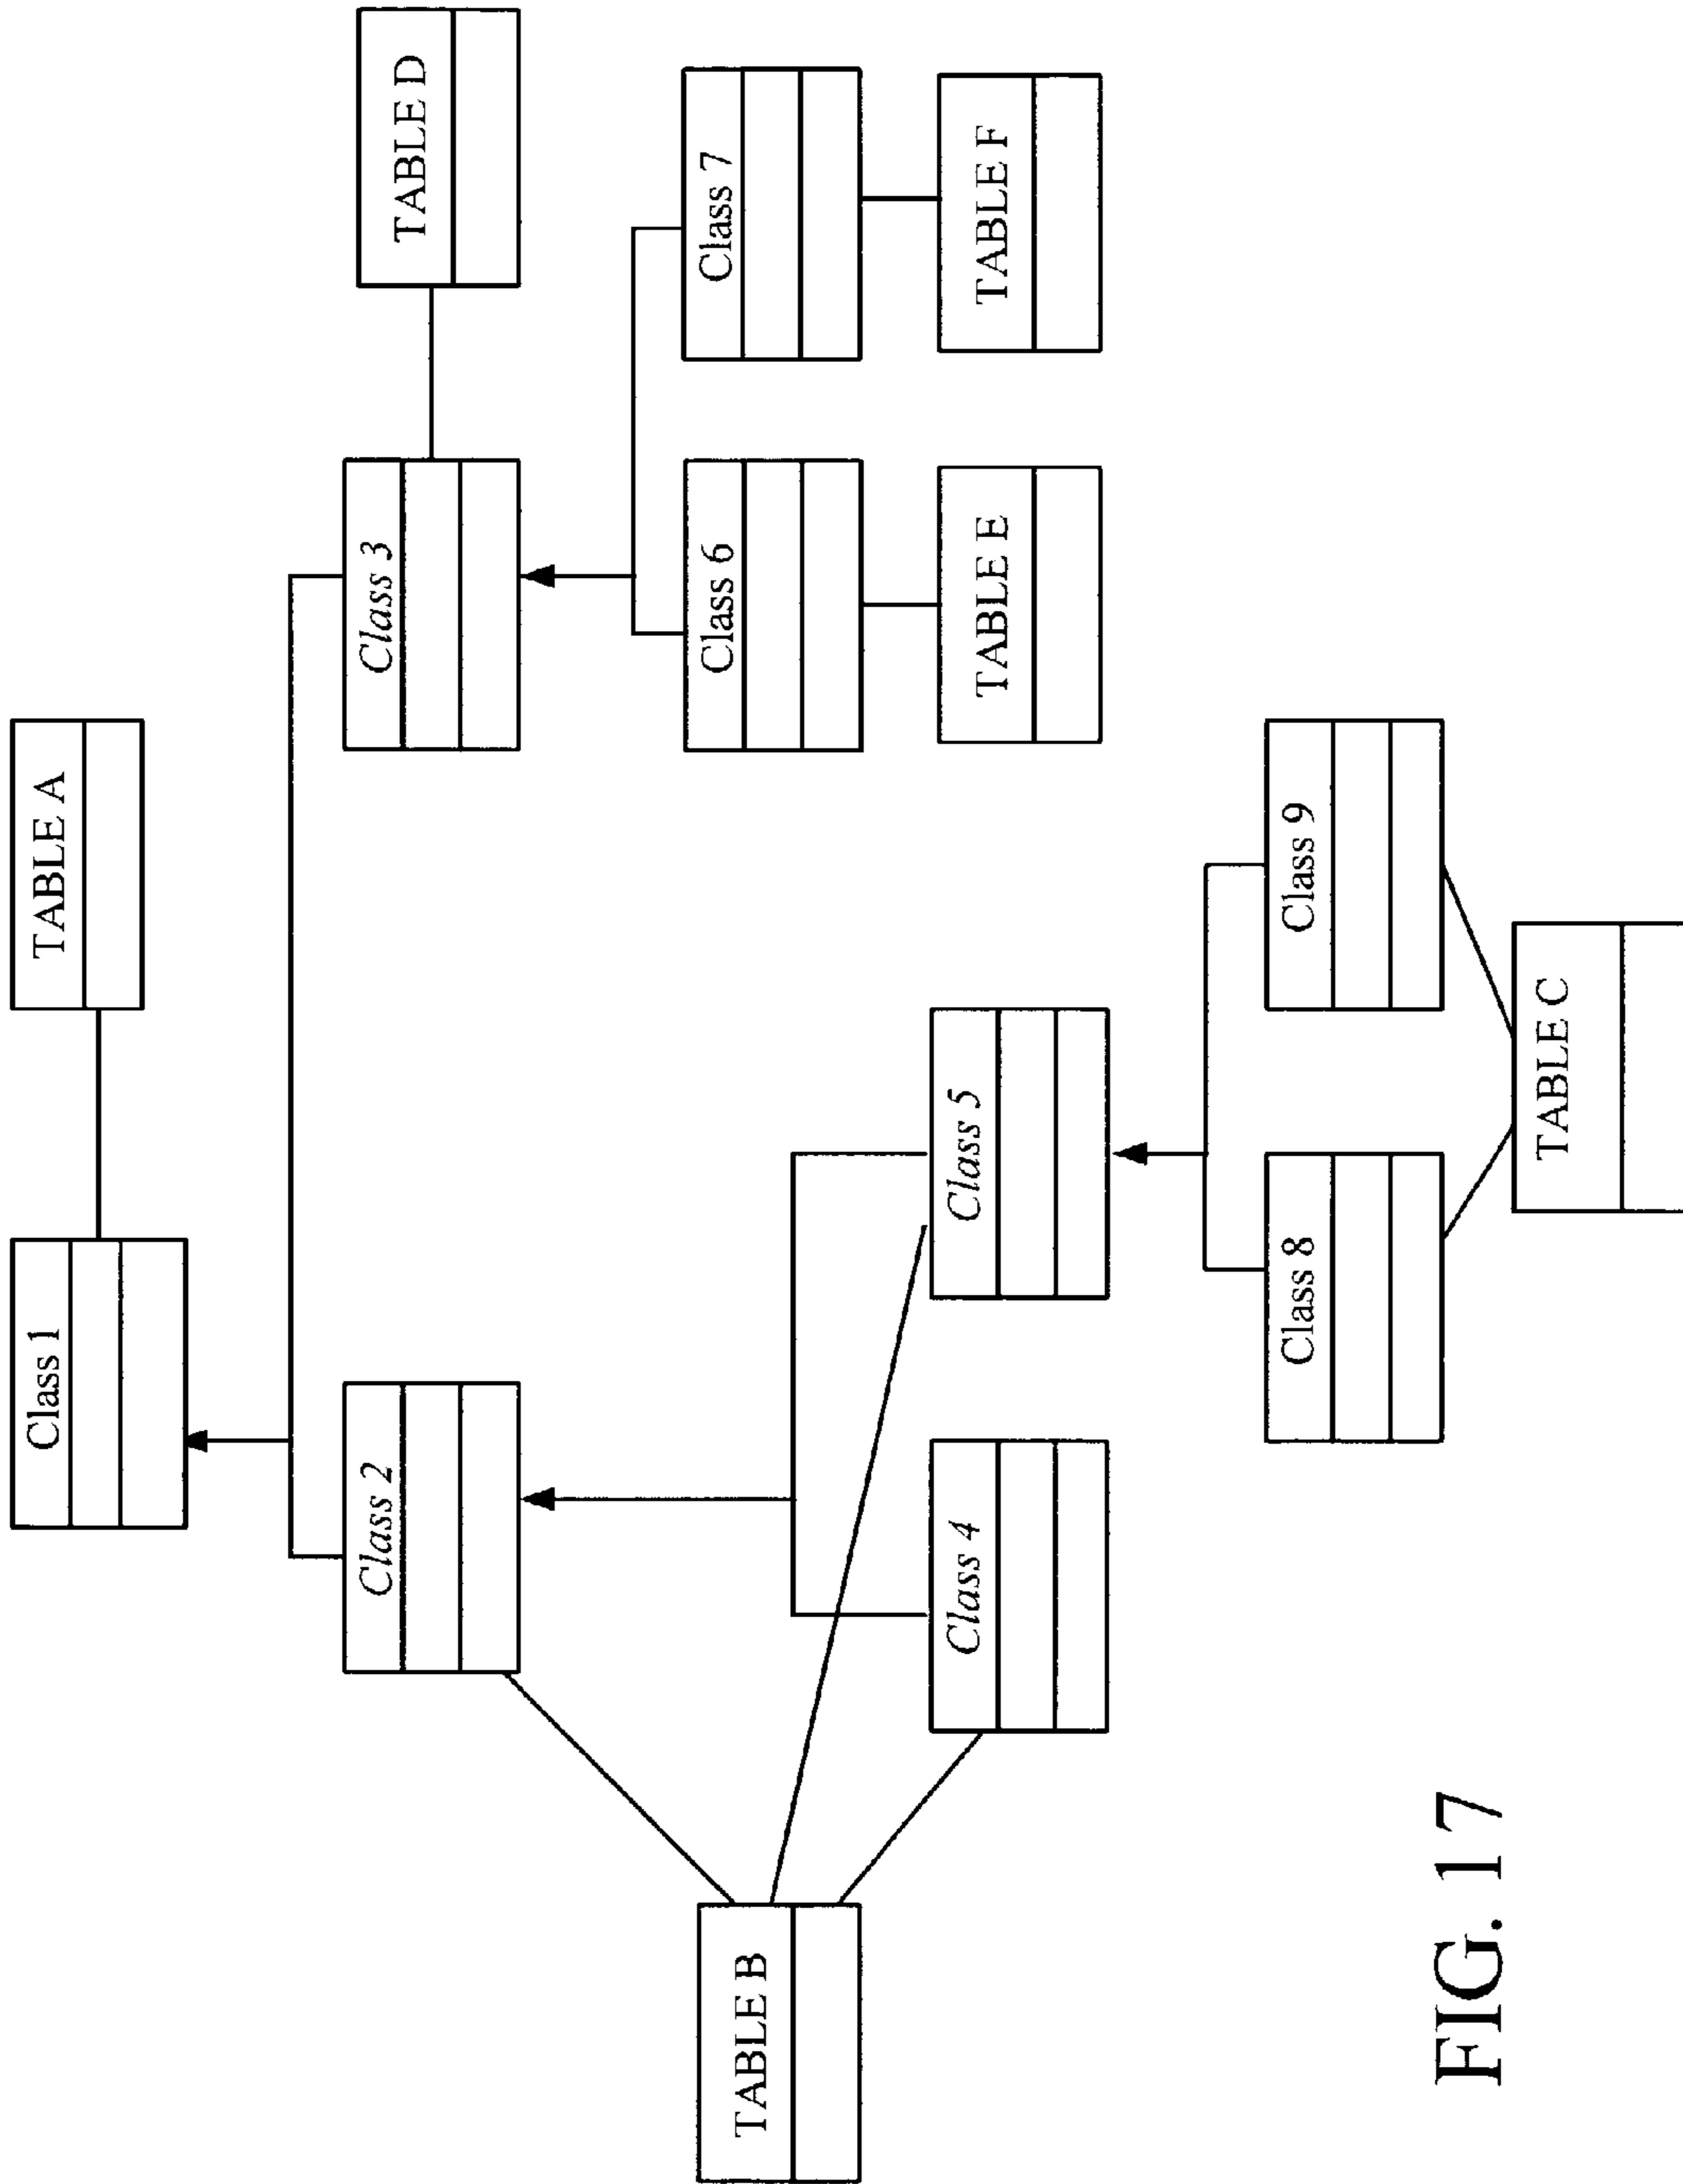 Class 1
TABLE A
Class 2
Class 3
TABLE D
TABLE B
Class 6
Class 7
Class 4
Class 5
TABLE E
TABLE F
Class 8
Class 9
TABLE C
FIG. 17